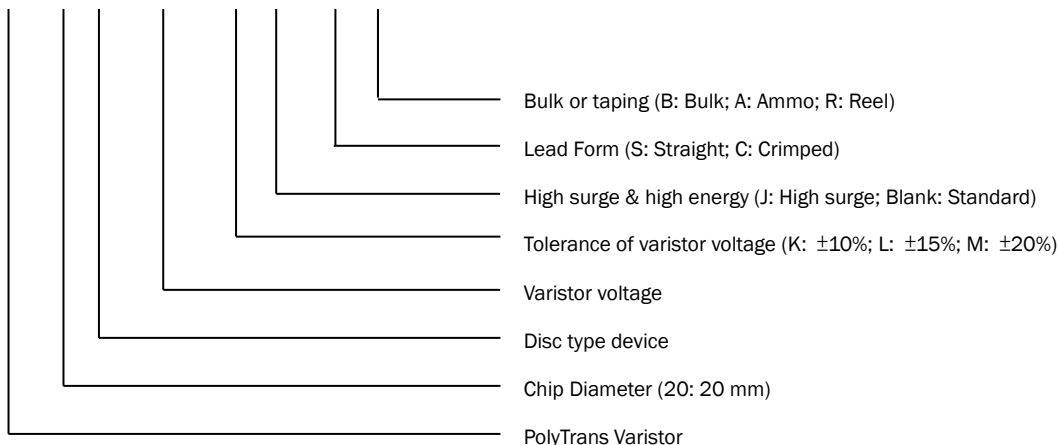 Bulk or taping (B: Bulk; A: Ammo; R: Reel)
Lead Form (S: Straight; C: Crimped)
High surge & high energy (J: High surge; Blank: Standard)
Tolerance of varistor voltage (K: ±10%; L: ±15%; M: ±20%)
Varistor voltage
Disc type device
Chip Diameter (20: 20 mm)
PolyTrans Varistor